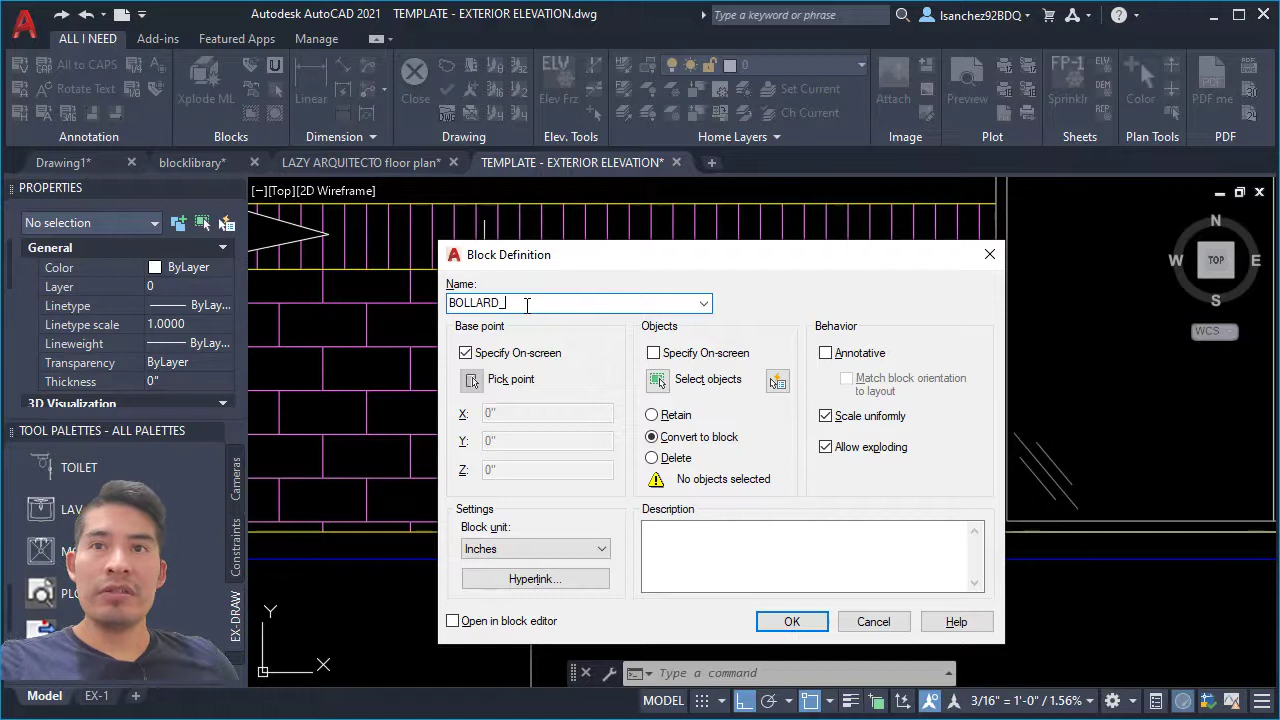 Autodesk AutoCAD 2021 TEMPLATE - EXTERIOR ELEVATION.dwg Type a keyword or phrase lsanchez92BDQ
ALL I NEED Add-ins Featured Apps Manage
All to CAPS
Rotate Text
Xplode ML
Linear
Close
ELV
Elev Frz
0
Set Current
Ch Current
Attach
Preview
FP-1
Sprinklr
Color
PDF
PDF me
Annotation Blocks Dimension Drawing Elev. Tools Home Layers Image Plot Sheets Plan Tools PDF
Drawing1* blocklibrary* LAZY ARQUITECTO floor plan* TEMPLATE - EXTERIOR ELEVATION*
PROPERTIES
[−][Top][2D Wireframe]
No selection
General
Color ByLayer
Layer 0
Linetype ByLay...
Linetype scale 1.0000
Lineweight ByLay...
Transparency ByLayer
Thickness 0"
3D Visualization
TOOL PALETTES - ALL PALETTES
TOILET
LAV
Cameras
Constraints
EX-DRAW
Block Definition
Name:
BOLLARD_
Base point
Specify On-screen
Pick point
X: 0"
Y: 0"
Z: 0"
Objects
Specify On-screen
Select objects
Retain
Convert to block
Delete
No objects selected
Behavior
Annotative
Match block orientation
to layout
Scale uniformly
Allow exploding
Settings
Block unit:
Inches
Hyperlink...
Description
Open in block editor
OK Cancel Help
N
W TOP E
S
WCS
Y
X
Type a command
Model EX-1 MODEL 3/16" = 1'-0" / 1.56%